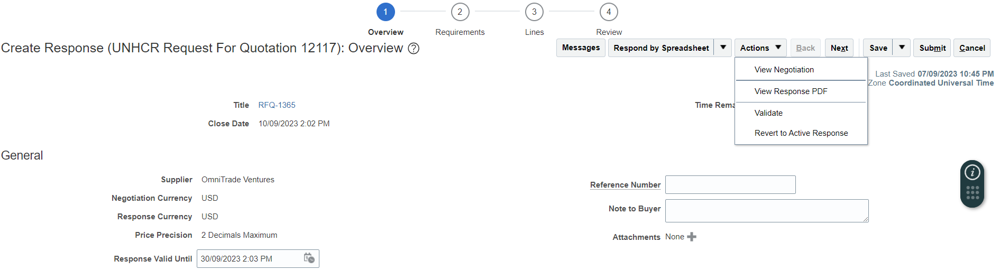 1 2 3 4
Overview Requirements Lines Review
Create Response (UNHCR Request For Quotation 12117): Overview ?
Messages Respond by Spreadsheet Actions Back Next Save Submit Cancel
View Negotiation
View Response PDF
Validate
Revert to Active Response
Last Saved 07/09/2023 10:45 PM
Zone Coordinated Universal Time
Title RFQ-1365
Time Rema
Close Date 10/09/2023 2:02 PM
General
Supplier OmniTrade Ventures
Negotiation Currency USD
Response Currency USD
Price Precision 2 Decimals Maximum
Response Valid Until 30/09/2023 2:03 PM
Reference Number
Note to Buyer
Attachments None
i